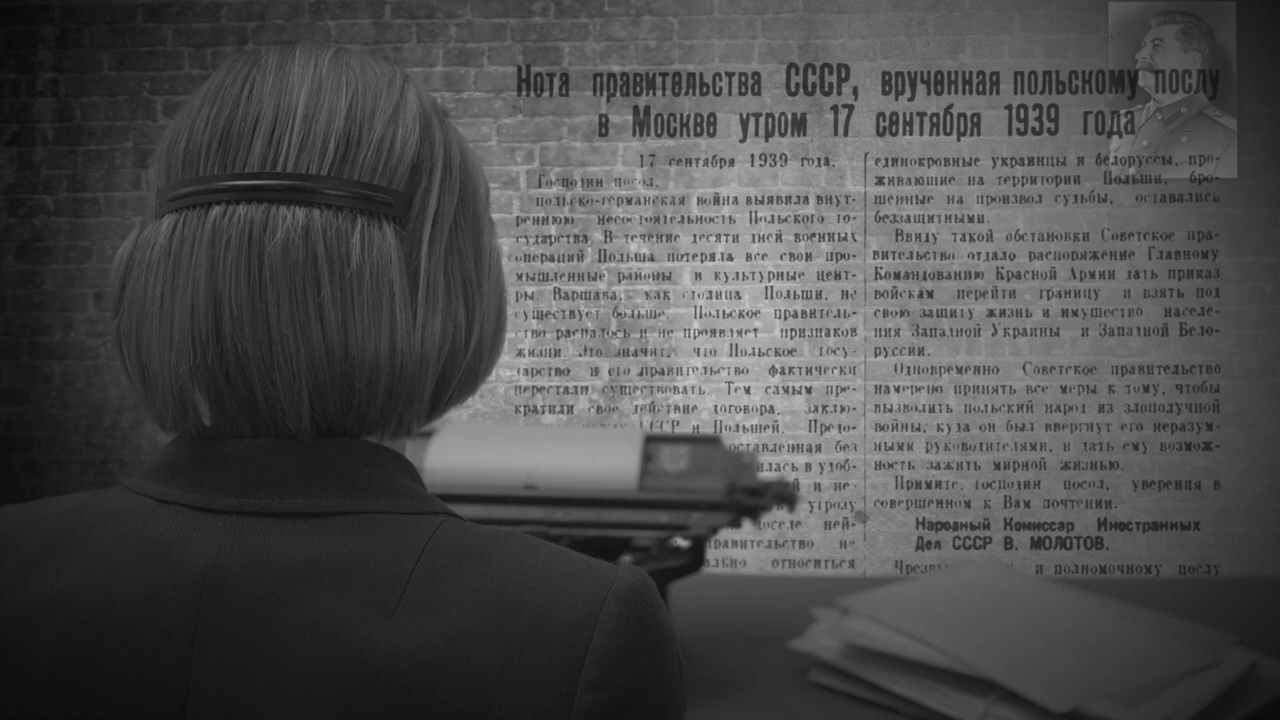 Нота правительства СССР, врученная польскому послу
в Москве утром 17 сентября 1939 года
17 сентября 1939 года.
Господин посол,
польско-германская война выявила внут-
реннюю несостоятельность Польского го-
сударства. В течение десяти дней военных
операций Польша потеряла все свои про-
мышленные районы и культурные цент-
ры. Варшава, как столица Польши, не
существует больше. Польское правитель-
ство распалось и не проявляет признаков
жизни. Это значит, что Польское госу-
дарство и его правительство фактически
перестали существовать. Тем самым пре-
кратили свое действие договора, заклю-
СССР и Польшей. Предо-
оставленная без
илась в удоб-
и не-
угрозу
доселе ней-
правительство не
относиться
единокровные украинцы и белоруссы, про-
живающие на территории Польши, бро-
шенные на произвол судьбы, оставались
беззащитными.
Ввиду такой обстановки Советское пра-
вительство отдало распоряжение Главному
Командованию Красной Армии дать приказ
войскам перейти границу и взять под
свою защиту жизнь и имущество населе-
ния Западной Украины и Западной Бело-
руссии.
Одновременно Советское правительство
намерено принять все меры к тому, чтобы
вызволить польский народ из злополучной
войны, куда он был ввергнут его неразум-
ными руководителями, и дать ему возмож-
ность зажить мирной жизнью.
Примите, господин посол, уверения в
совершенном к Вам почтении.
Народный Комиссар Иностранных
Дел СССР В. МОЛОТОВ.
и полномочному послу